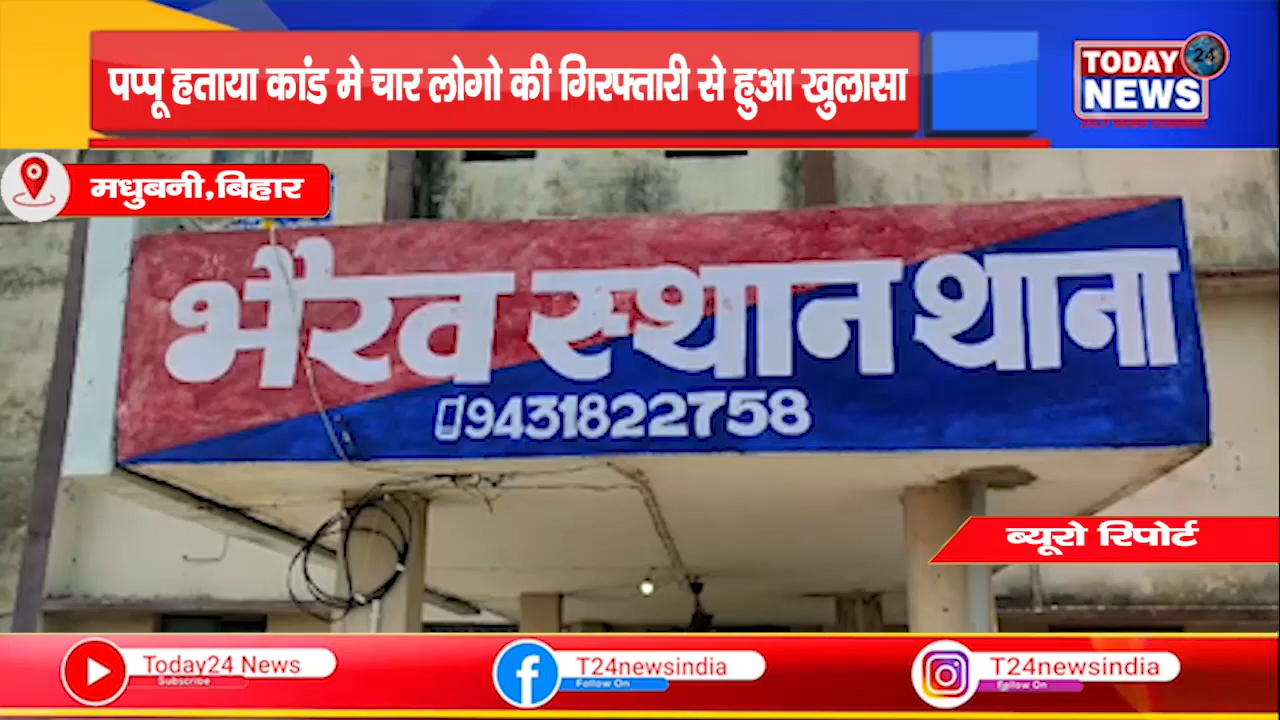 पप्पू हताया कांड मे चार लोगो की गिरफ्तारी से हुआ खुलासा
TODAY 24
NEWS
मधुबनी,बिहार
भैरव स्थान थाना
9431822758
ब्यूरो रिपोर्ट
Today24 News
Subscribe
T24newsindia
Follow On
T24newsindia
Follow On